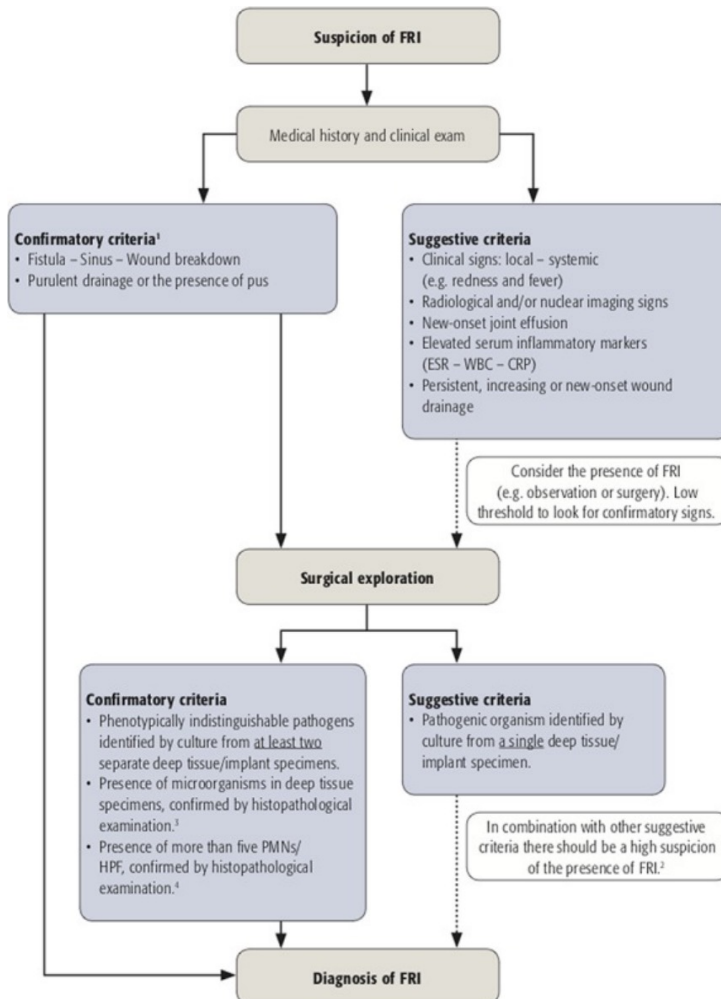 Suspicion of FRI
Medical history and clinical exam
Confirmatory criteria¹
• Fistula – Sinus – Wound breakdown
• Purulent drainage or the presence of pus
Suggestive criteria
• Clinical signs: local – systemic
(e.g. redness and fever)
• Radiological and/or nuclear imaging signs
• New-onset joint effusion
• Elevated serum inflammatory markers
(ESR – WBC – CRP)
• Persistent, increasing or new-onset wound
drainage
Consider the presence of FRI
(e.g. observation or surgery). Low
threshold to look for confirmatory signs.
Surgical exploration
Confirmatory criteria
• Phenotypically indistinguishable pathogens
identified by culture from at least two
separate deep tissue/implant specimens.
• Presence of microorganisms in deep tissue
specimens, confirmed by histopathological
examination.³
• Presence of more than five PMNs/
HPF, confirmed by histopathological
examination.⁴
Suggestive criteria
• Pathogenic organism identified by
culture from a single deep tissue/
implant specimen.
In combination with other suggestive
criteria there should be a high suspicion
of the presence of FRI.²
Diagnosis of FRI